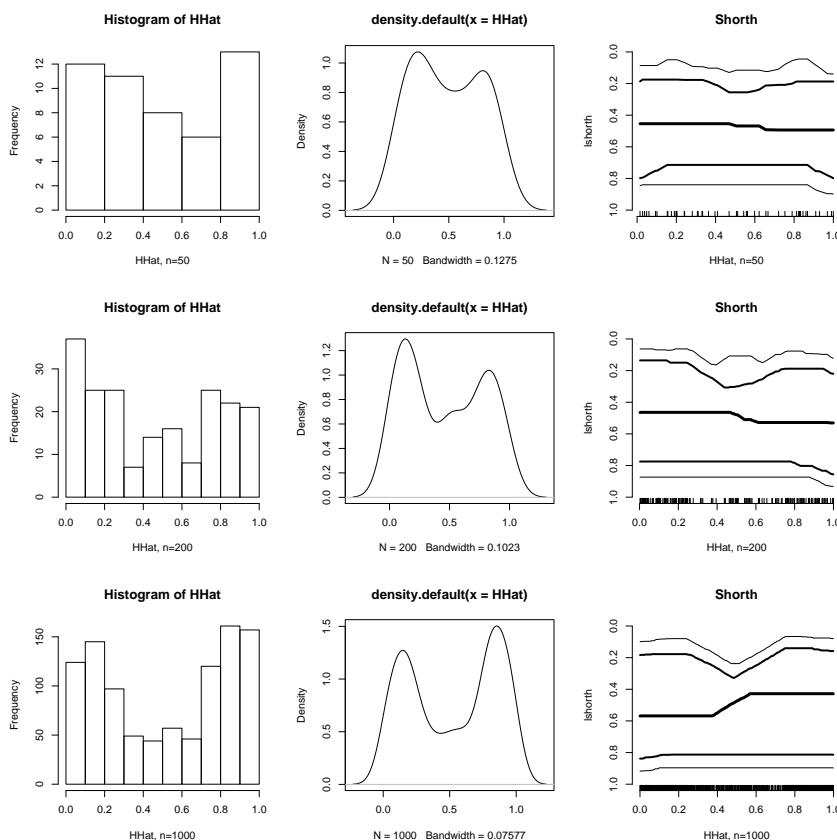 Histogram of HHat
Frequency
0 2 4 6 8 10 12
0.0 0.2 0.4 0.6 0.8 1.0
HHat, n=50
density.default(x = HHat)
Density
0.0 0.2 0.4 0.6 0.8 1.0
0.0 0.5 1.0
N = 50 Bandwidth = 0.1275
Shorth
lshorth
1.0 0.8 0.6 0.4 0.2 0.0
0.0 0.2 0.4 0.6 0.8 1.0
HHat, n=50
Histogram of HHat
Frequency
0 10 20 30
0.0 0.2 0.4 0.6 0.8 1.0
HHat, n=200
density.default(x = HHat)
Density
0.0 0.2 0.4 0.6 0.8 1.0 1.2
0.0 0.5 1.0
N = 200 Bandwidth = 0.1023
Shorth
lshorth
1.0 0.8 0.6 0.4 0.2 0.0
0.0 0.2 0.4 0.6 0.8 1.0
HHat, n=200
Histogram of HHat
Frequency
0 50 100 150
0.0 0.2 0.4 0.6 0.8 1.0
HHat, n=1000
density.default(x = HHat)
Density
0.0 0.5 1.0 1.5
0.0 0.5 1.0
N = 1000 Bandwidth = 0.07577
Shorth
lshorth
1.0 0.8 0.6 0.4 0.2 0.0
0.0 0.2 0.4 0.6 0.8 1.0
HHat, n=1000